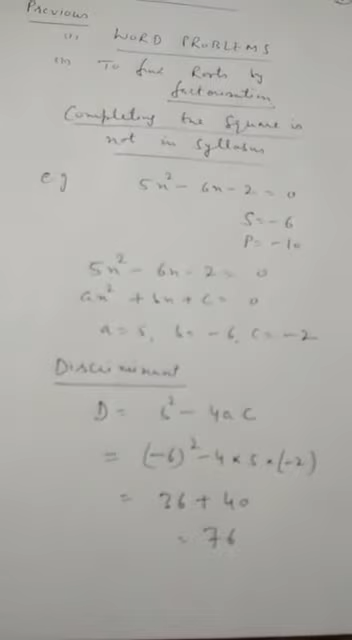 Previous
(i) WORD PROBLEMS
(ii) To find Roots by
factorisation
Completing the Square is
not in Syllabus
eg 5x² - 6x - 2 = 0
S = -6
P = -10
5x² - 6x - 2 = 0
ax² + bx + c = 0
a = 5, b = -6, c = -2
Discriminant
D = b² - 4ac
= (-6)² - 4 × 5 × (-2)
= 36 + 40
= 76